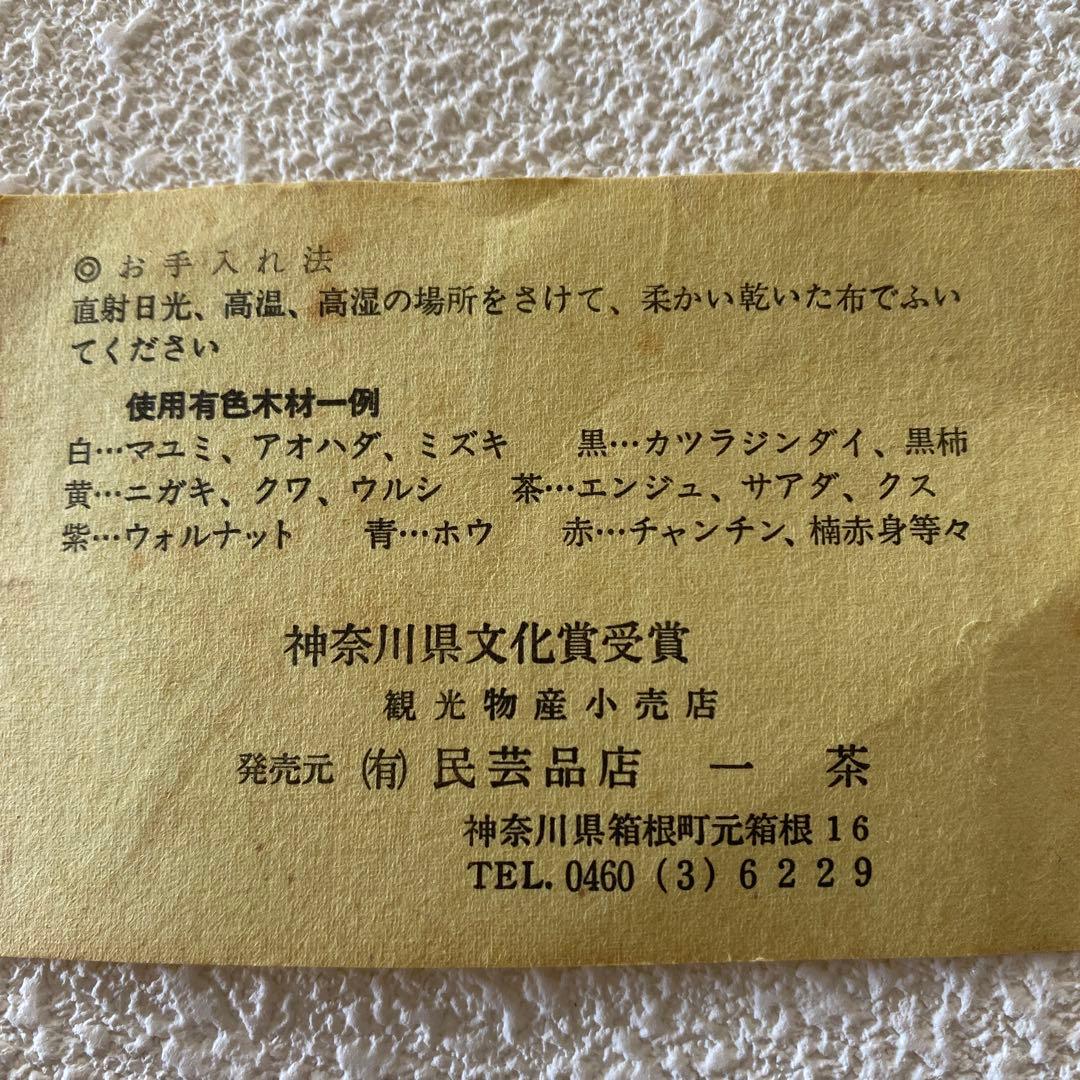 ◎お手入れ法
直射日光、高温、高湿の場所をさけて、柔かい乾いた布でふい
てください
使用有色木材一例
白…マユミ、アオハダ、ミズキ　黒…カツラジンダイ、黒柿
黄…ニガキ、クワ、ウルシ　茶…エンジュ、サアダ、クス
紫…ウォルナット　青…ホウ　赤…チャンチン、楠赤身等々
神奈川県文化賞受賞
観光物産小売店
発売元 ㈲ 民芸品店　一　茶
神奈川県箱根町元箱根16
TEL. 0460 (3) 6229